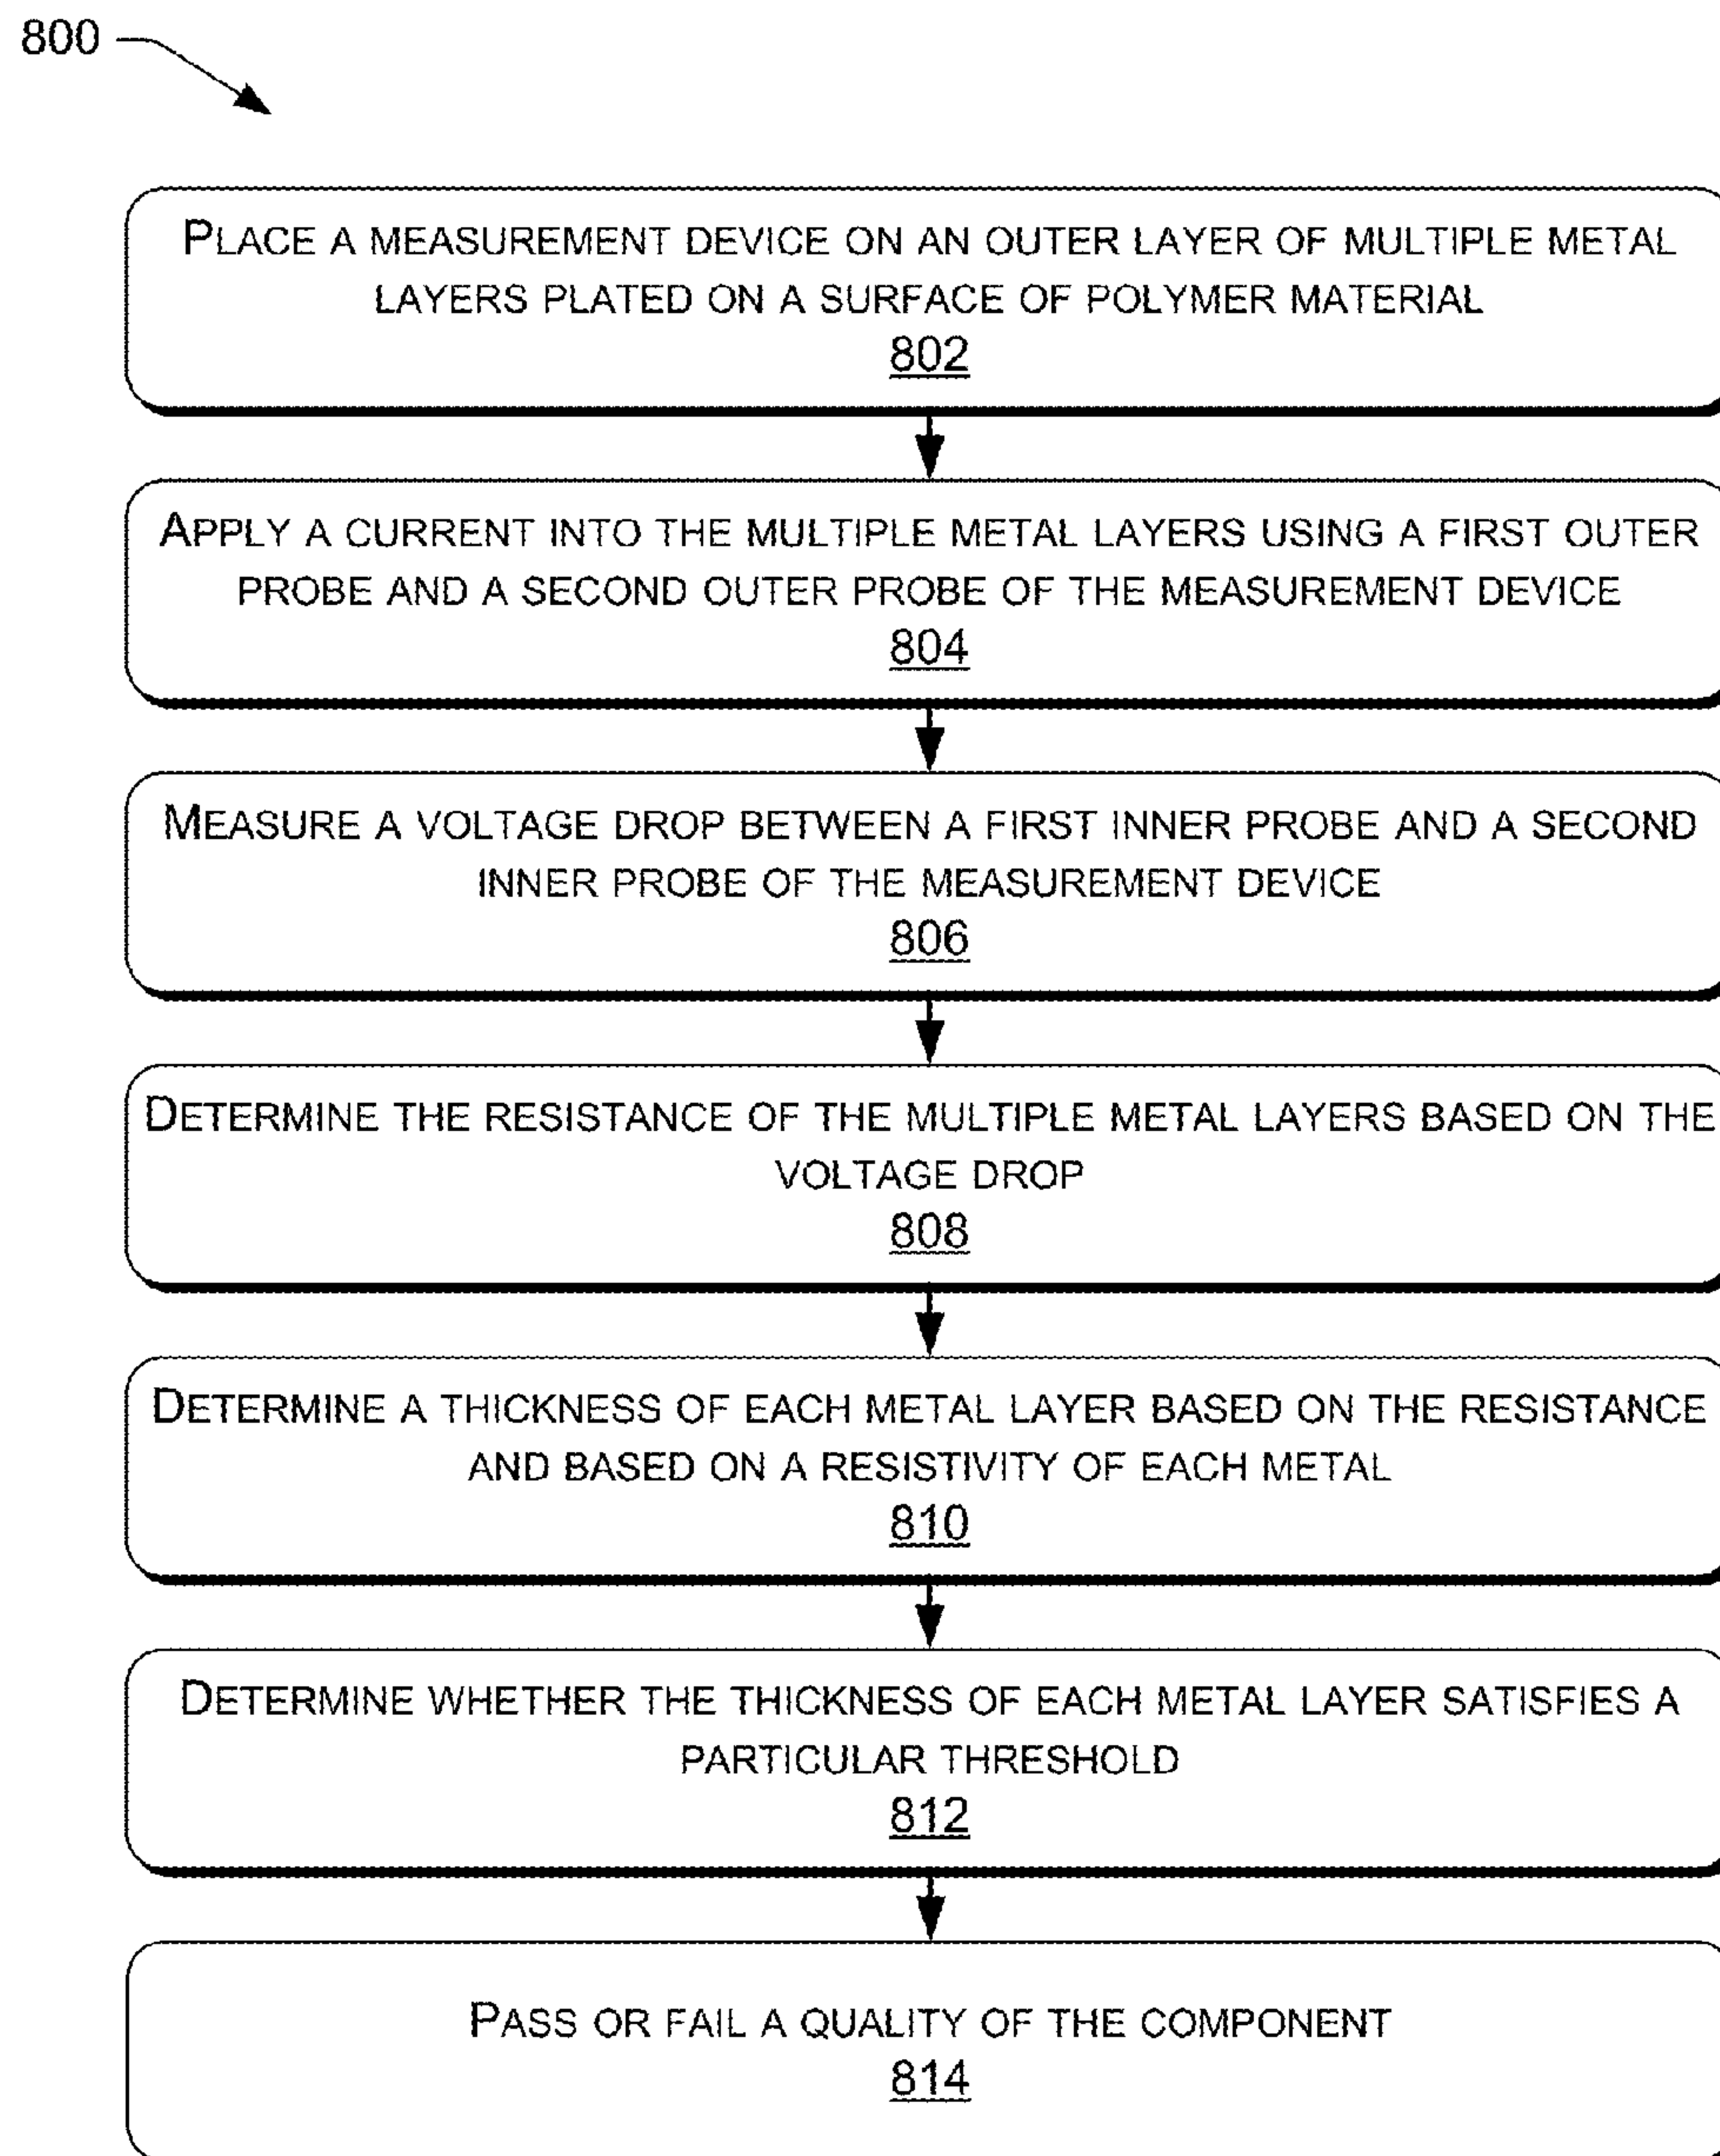 800
PLACE A MEASUREMENT DEVICE ON AN OUTER LAYER OF MULTIPLE METAL
LAYERS PLATED ON A SURFACE OF POLYMER MATERIAL
802
APPLY A CURRENT INTO THE MULTIPLE METAL LAYERS USING A FIRST OUTER
PROBE AND A SECOND OUTER PROBE OF THE MEASUREMENT DEVICE
804
MEASURE A VOLTAGE DROP BETWEEN A FIRST INNER PROBE AND A SECOND
INNER PROBE OF THE MEASUREMENT DEVICE
806
DETERMINE THE RESISTANCE OF THE MULTIPLE METAL LAYERS BASED ON THE
VOLTAGE DROP
808
DETERMINE A THICKNESS OF EACH METAL LAYER BASED ON THE RESISTANCE
AND BASED ON A RESISTIVITY OF EACH METAL
810
DETERMINE WHETHER THE THICKNESS OF EACH METAL LAYER SATISFIES A
PARTICULAR THRESHOLD
812
PASS OR FAIL A QUALITY OF THE COMPONENT
814